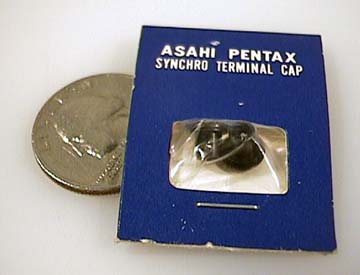 ASAHI PENTAX
SYNCHRO TERMINAL CAP